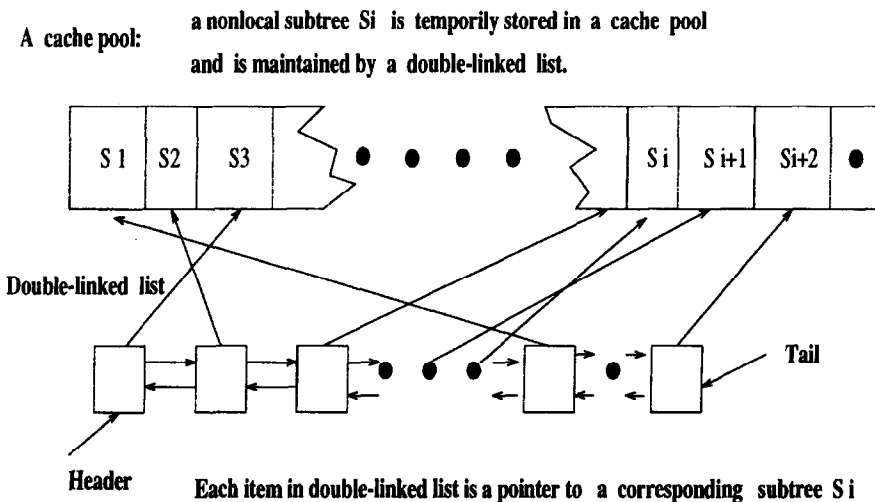 A cache pool: a nonlocal subtree Si is temporily stored in a cache pool
and is maintained by a double-linked list.
S 1 S2 S3 S i S i+1 Si+2
Double-linked list
Tail
Header
Each item in double-linked list is a pointer to a corresponding subtree S i